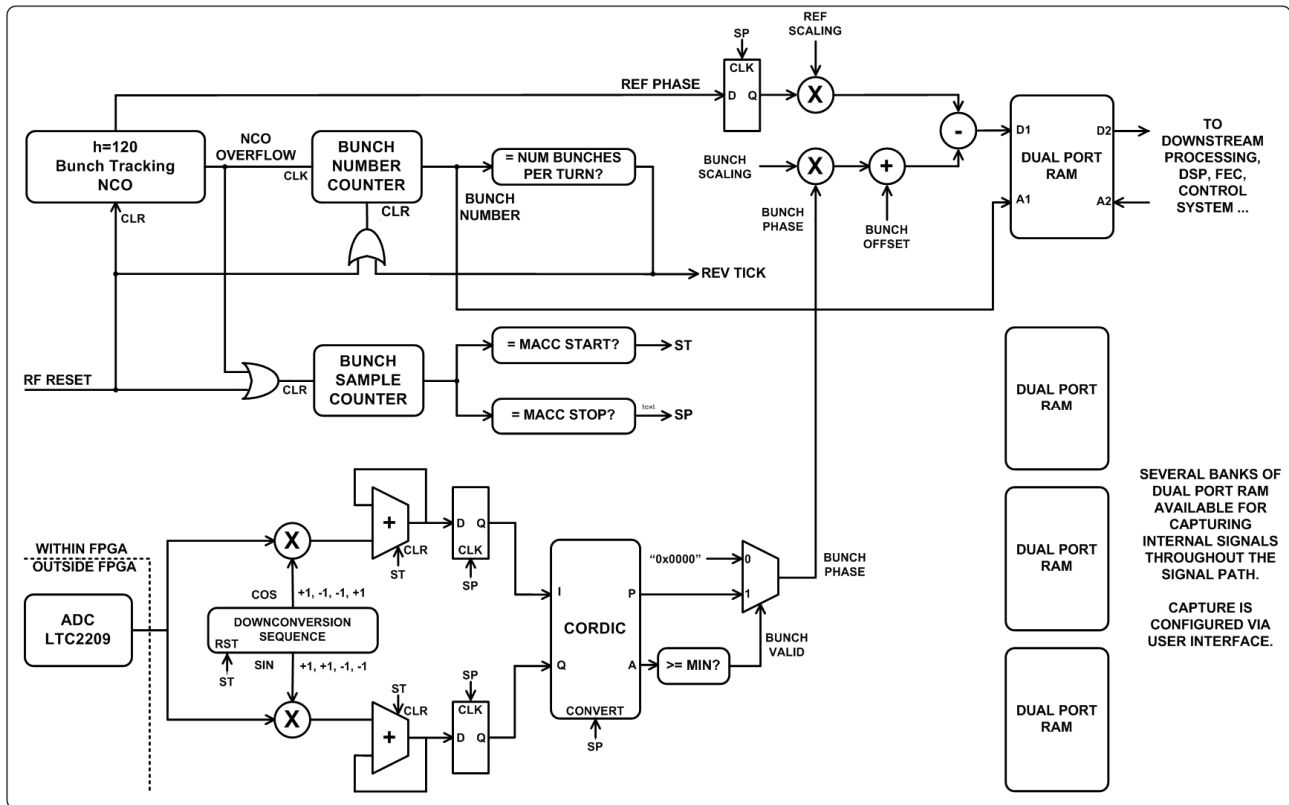 REF
SCALING
SP
CLK
D
Q
X
REF PHASE
h=120
Bunch Tracking
NCO
CLR
NCO
OVERFLOW
CLK
BUNCH
NUMBER
COUNTER
CLR
= NUM BUNCHES
PER TURN?
BUNCH
NUMBER
REV TICK
BUNCH
SCALING
X
+
-
BUNCH
PHASE
BUNCH
OFFSET
D1
D2
DUAL PORT
RAM
A1
A2
TO
DOWNSTREAM
PROCESSING,
DSP, FEC,
CONTROL
SYSTEM ...
RF RESET
CLR
BUNCH
SAMPLE
COUNTER
= MACC START?
ST
= MACC STOP?
text
SP
DUAL PORT
RAM
WITHIN FPGA
OUTSIDE FPGA
ADC
LTC2209
X
COS
+1, -1, -1, +1
DOWNCONVERSION
SEQUENCE
RST
ST
SIN
+1, +1, -1, -1
X
+
CLR
ST
D
Q
CLK
SP
ST
CLR
+
SP
CLK
D
Q
I
P
CORDIC
Q
A
CONVERT
SP
"0x0000"
0
1
BUNCH
PHASE
>= MIN?
BUNCH
VALID
DUAL PORT
RAM
DUAL PORT
RAM
SEVERAL BANKS OF
DUAL PORT RAM
AVAILABLE FOR
CAPTURING
INTERNAL SIGNALS
THROUGHOUT THE
SIGNAL PATH.
CAPTURE IS
CONFIGURED VIA
USER INTERFACE.